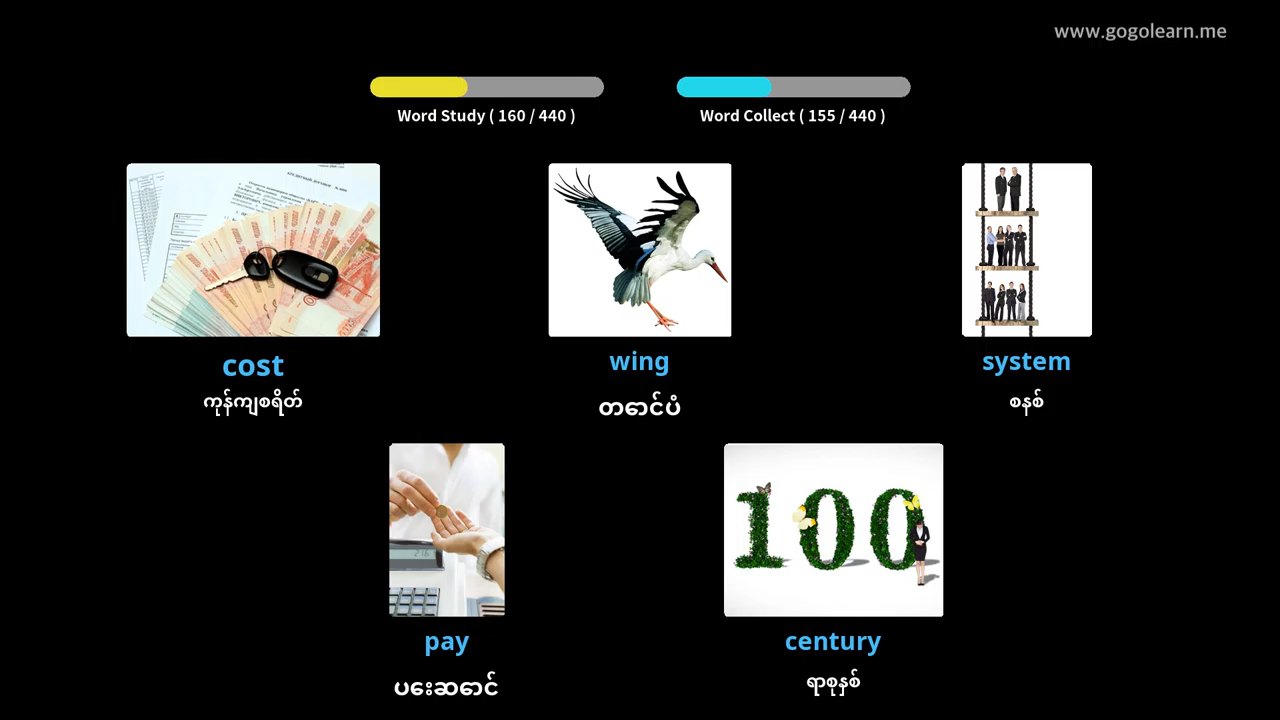 www.gogolearn.me
Word Study ( 160 / 440 )
Word Collect ( 155 / 440 )
cost
ကုန်ကျစရိတ်
wing
တောင်ပံ
system
စနစ်
216
pay
ပေးဆောင်
century
ရာစုနှစ်